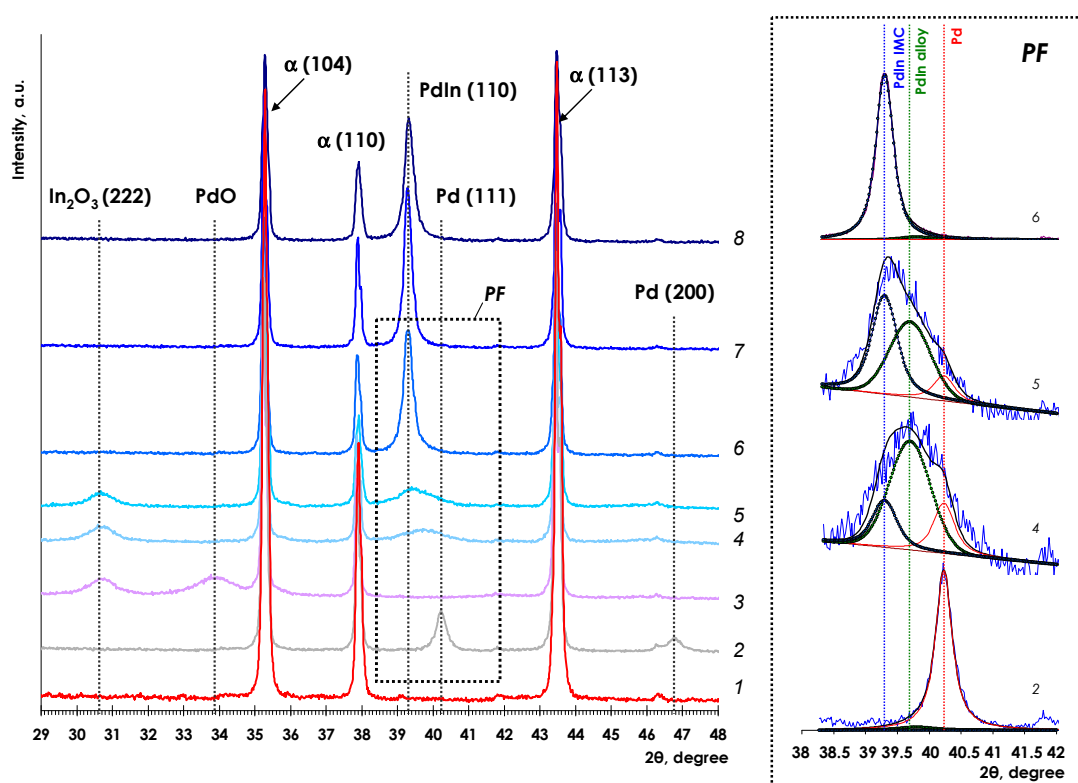 Intensity, a.u.
α (104)
α (110)
PdIn (110)
α (113)
In₂O₃ (222)
PdO
Pd (111)
PF
Pd (200)
8
7
6
5
4
3
2
1
29 30 31 32 33 34 35 36 37 38 39 40 41 42 43 44 45 46 47 48
2θ, degree
PdIn IMC
PdIn alloy
Pd
PF
6
5
4
2
38 38.5 39 39.5 40 40.5 41 41.5 42
2θ, degree